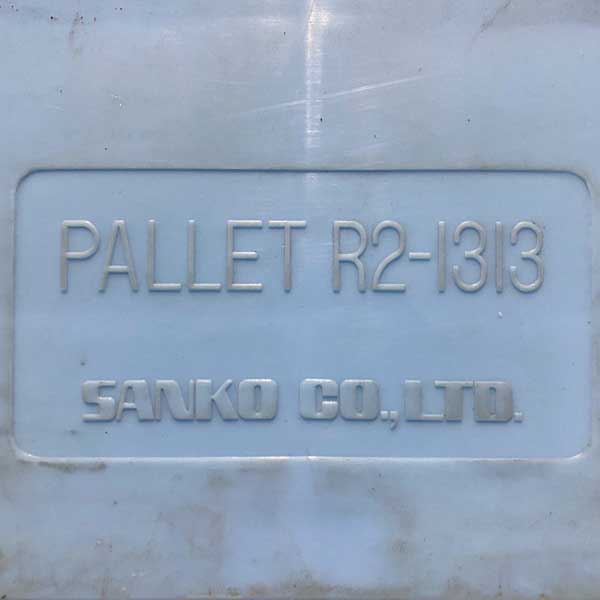 PALLET R2-1313
SANKO CO.,LTD.